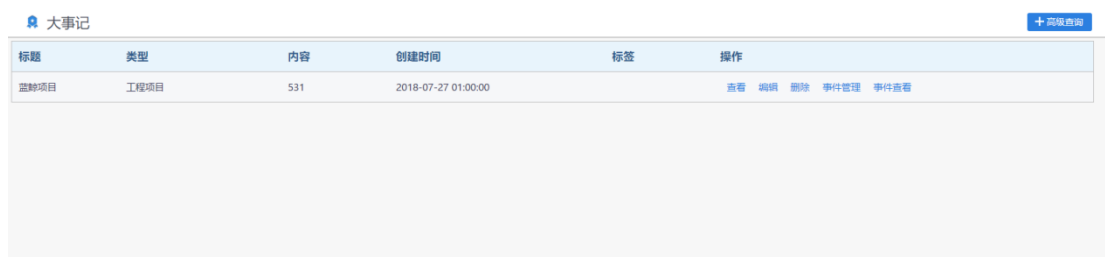 大事记
+高级查询
标题 类型 内容 创建时间 标签 操作
蓝鲸项目 工程项目 531 2018-07-27 01:00:00 查看 编辑 删除 事件管理 事件查看